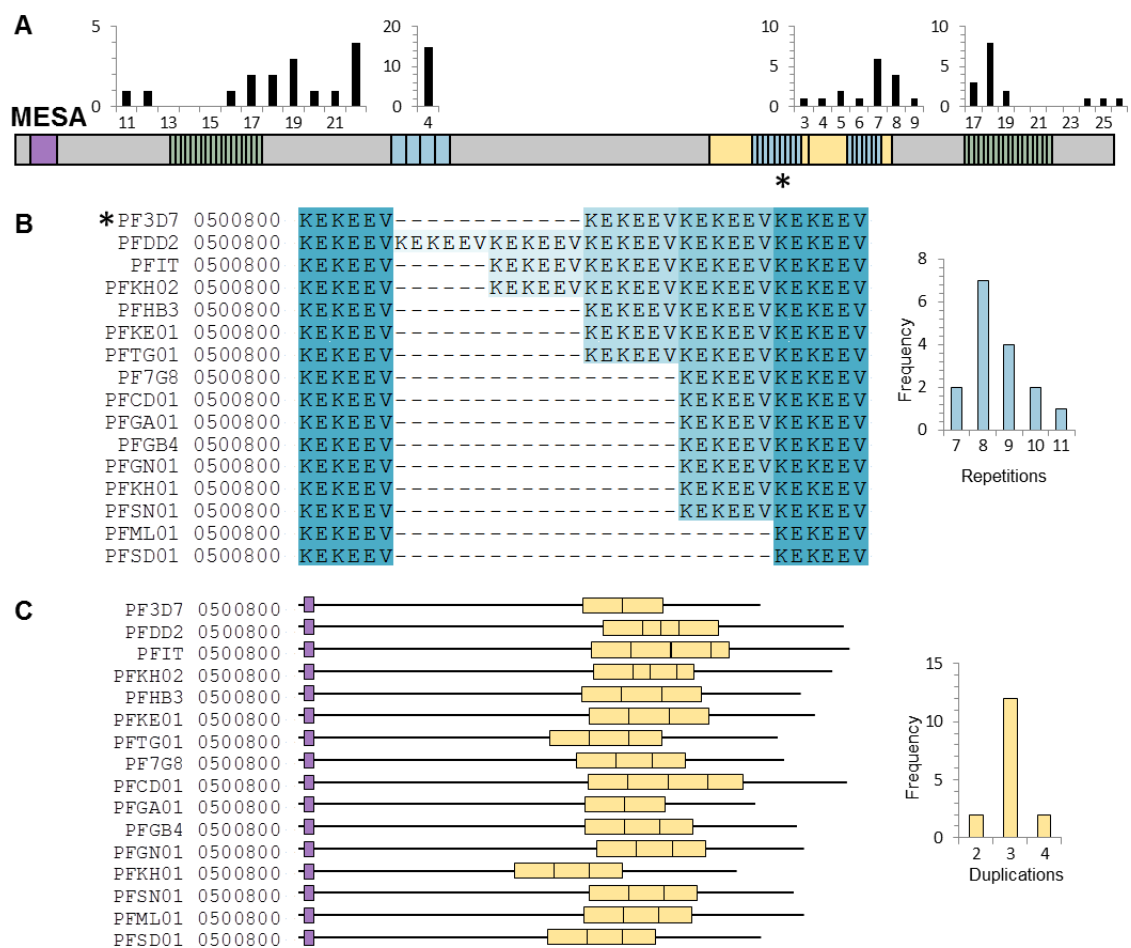 A
5
0
20
15
10
5
0
10
5
0
10
5
0
MESA
11 13 15 17 19 21
4
3 4 5 6 7 8 9
17 19 21 23 25
*
B
*PF3D7 0500800 KEKEEV------------KEKEEVKEKEEVKEKEEV
PFDD2 0500800 KEKEEVKEKEEVKEKEEVKEKEEVKEKEEVKEKEEV
PFIT 0500800 KEKEEV------KEKEEVKEKEEVKEKEEVKEKEEV
PFKH02 0500800 KEKEEV------KEKEEVKEKEEVKEKEEVKEKEEV
PFHB3 0500800 KEKEEV------------KEKEEVKEKEEVKEKEEV
PFKE01 0500800 KEKEEV------------KEKEEVKEKEEVKEKEEV
PFTG01 0500800 KEKEEV------------KEKEEVKEKEEVKEKEEV
PF7G8 0500800 KEKEEV------------------KEKEEVKEKEEV
PFCD01 0500800 KEKEEV------------------KEKEEVKEKEEV
PFGA01 0500800 KEKEEV------------------KEKEEVKEKEEV
PFGB4 0500800 KEKEEV------------------KEKEEVKEKEEV
PFGN01 0500800 KEKEEV------------------KEKEEVKEKEEV
PFKH01 0500800 KEKEEV------------------KEKEEVKEKEEV
PFSN01 0500800 KEKEEV------------------KEKEEVKEKEEV
PFML01 0500800 KEKEEV------------------------KEKEEV
PFSD01 0500800 KEKEEV------------------------KEKEEV
Frequency
8
6
4
2
0
7 8 9 10 11
Repetitions
C
PF3D7 0500800
PFDD2 0500800
PFIT 0500800
PFKH02 0500800
PFHB3 0500800
PFKE01 0500800
PFTG01 0500800
PF7G8 0500800
PFCD01 0500800
PFGA01 0500800
PFGB4 0500800
PFGN01 0500800
PFKH01 0500800
PFSN01 0500800
PFML01 0500800
PFSD01 0500800
Frequency
15
10
5
0
2 3 4
Duplications